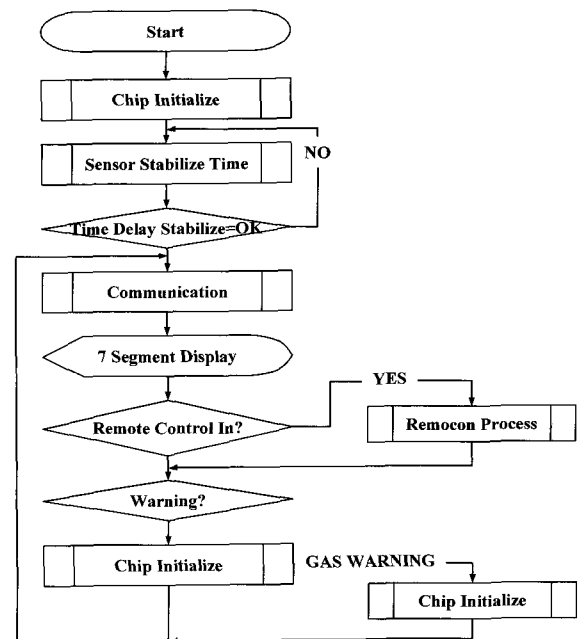 Start
Chip Initialize
NO
Sensor Stabilize Time
Time Delay Stabilize=OK
Communication
7 Segment Display
YES
Remote Control In?
Remocon Process
Warning?
Chip Initialize
GAS WARNING
Chip Initialize